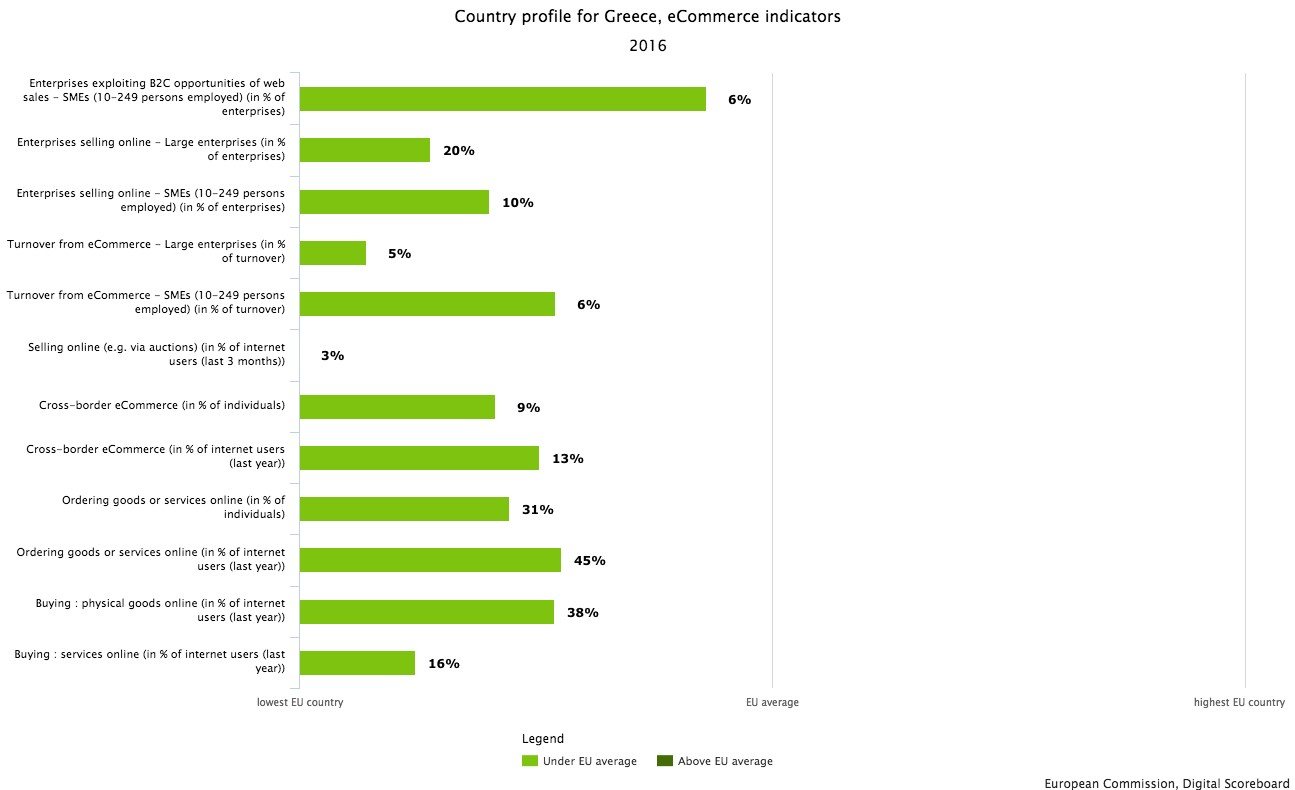 Country profile for Greece, eCommerce indicators
2016
Enterprises exploiting B2C opportunities of web
sales - SMEs (10-249 persons employed) (in % of
enterprises)
6%
Enterprises selling online - Large enterprises (in %
of enterprises)
20%
Enterprises selling online - SMEs (10-249 persons
employed) (in % of enterprises)
10%
Turnover from eCommerce - Large enterprises (in %
of turnover)
5%
Turnover from eCommerce - SMEs (10-249 persons
employed) (in % of turnover)
6%
Selling online (e.g. via auctions) (in % of internet
users (last 3 months))
3%
Cross-border eCommerce (in % of individuals)
9%
Cross-border eCommerce (in % of internet users
(last year))
13%
Ordering goods or services online (in % of
individuals)
31%
Ordering goods or services online (in % of internet
users (last year))
45%
Buying : physical goods online (in % of internet
users (last year))
38%
Buying : services online (in % of internet users (last
year))
16%
lowest EU country
EU average
highest EU country
Legend
Under EU average
Above EU average
European Commission, Digital Scoreboard